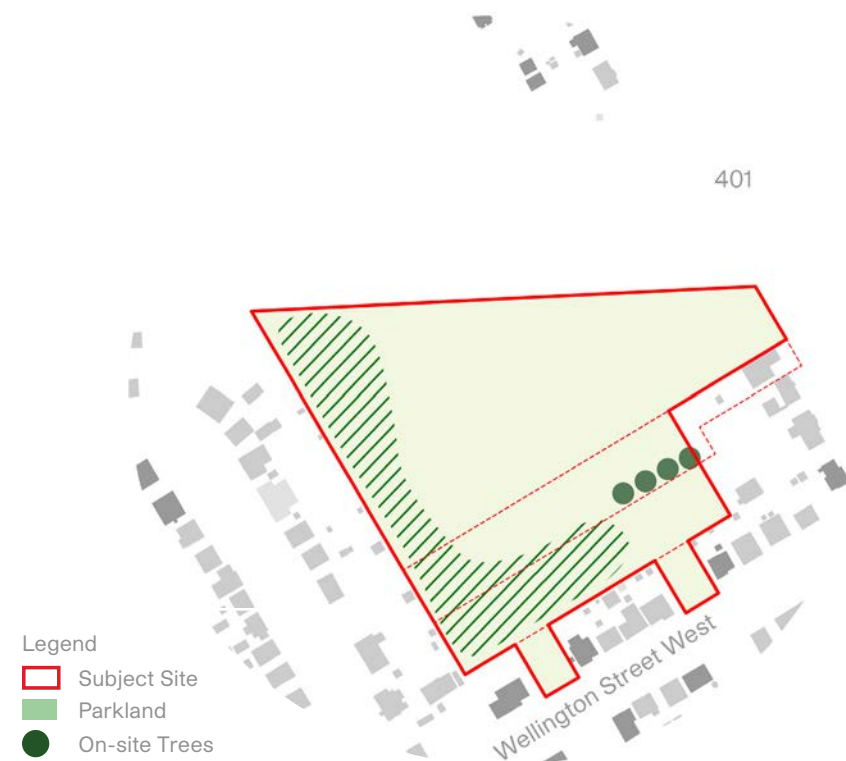 401
Wellington Street West
Legend
Subject Site
Parkland
On-site Trees